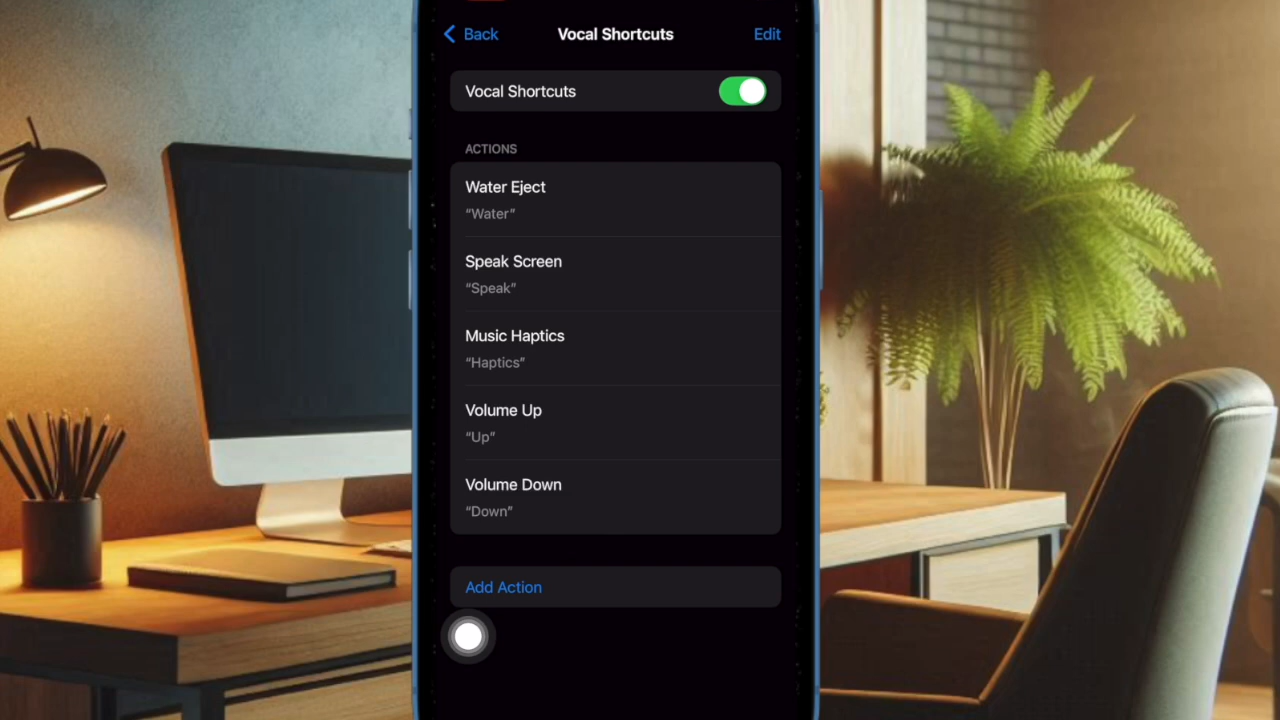 Back
Vocal Shortcuts
Edit
Vocal Shortcuts
ACTIONS
Water Eject
“Water”
Speak Screen
“Speak”
Music Haptics
“Haptics”
Volume Up
“Up”
Volume Down
“Down”
Add Action